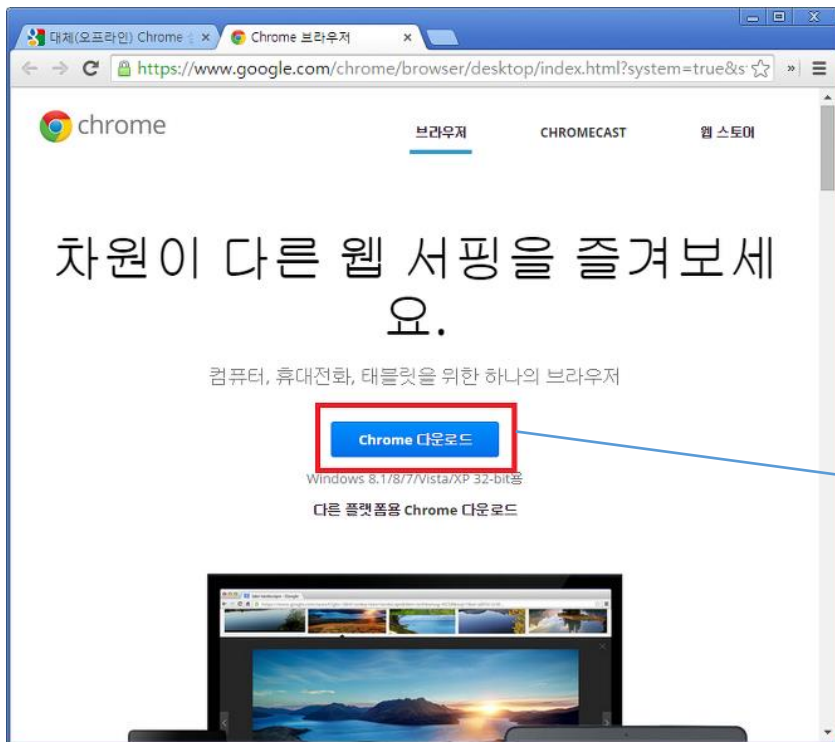 대체(오프라인) Chrome
Chrome 브라우저
https://www.google.com/chrome/browser/desktop/index.html?system=true&s
chrome
브라우저
CHROMECAST
웹 스토어
차원이 다른 웹 서핑을 즐겨보세
요.
컴퓨터, 휴대전화, 태블릿을 위한 하나의 브라우저
Chrome 다운로드
Windows 8.1/8/7/Vista/XP 32-bit용
다른 플랫폼용 Chrome 다운로드